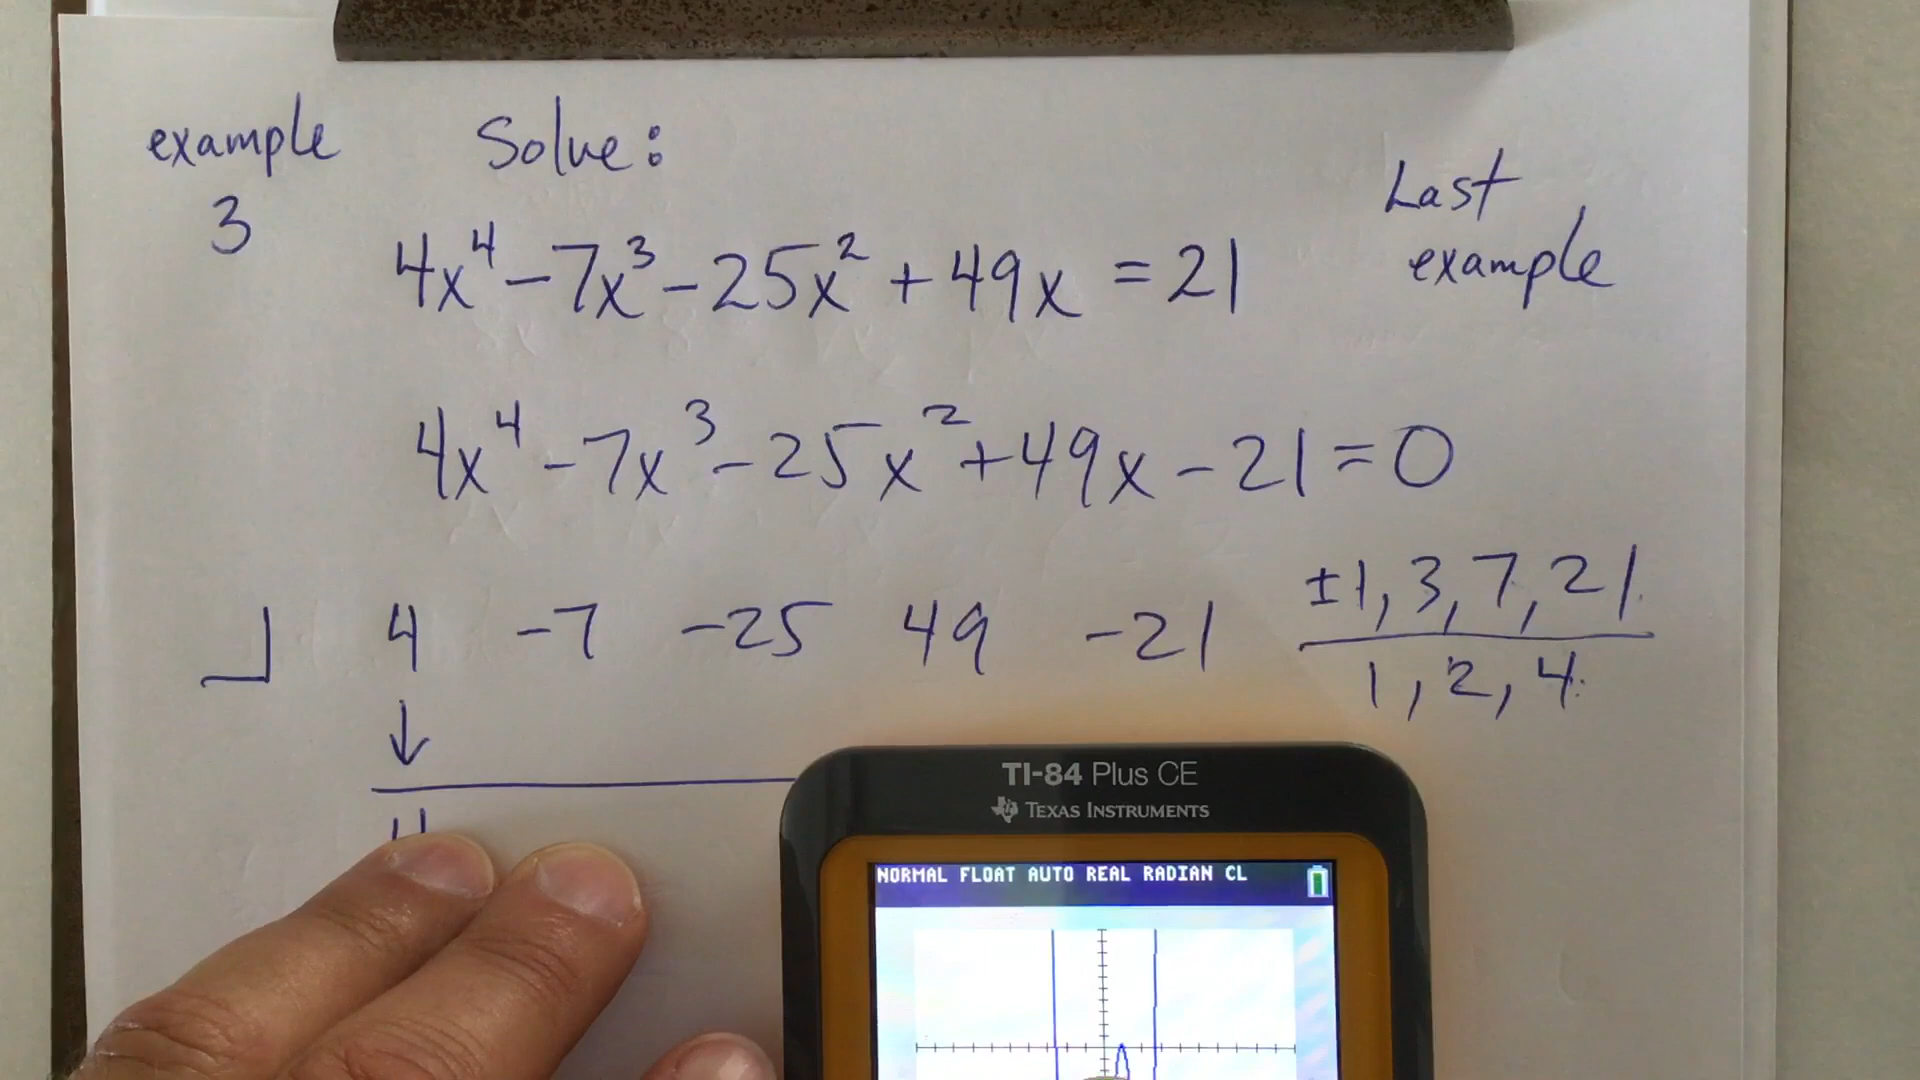 example
3
Solve:
Last
example
4x⁴ - 7x³ - 25x² + 49x = 21
4x⁴ - 7x³ - 25x² + 49x - 21 = 0
4 -7 -25 49 -21
±1, 3, 7, 21
1, 2, 4
↓
TI-84 Plus CE
TEXAS INSTRUMENTS
NORMAL FLOAT AUTO REAL RADIAN CL